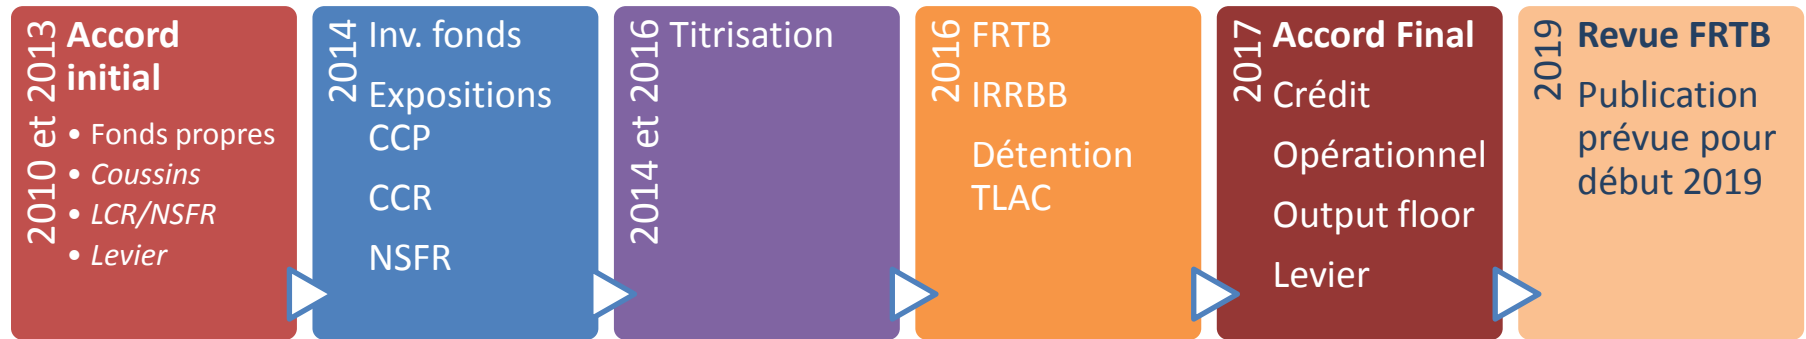 2010 et 2013
Accord
initial
• Fonds propres
• Coussins
• LCR/NSFR
• Levier
2014
Inv. fonds
Expositions
CCP
CCR
NSFR
2014 et 2016
Titrisation
2016
FRTB
IRRBB
Détention
TLAC
2017
Accord Final
Crédit
Opérationnel
Output floor
Levier
2019
Revue FRTB
Publication
prévue pour
début 2019